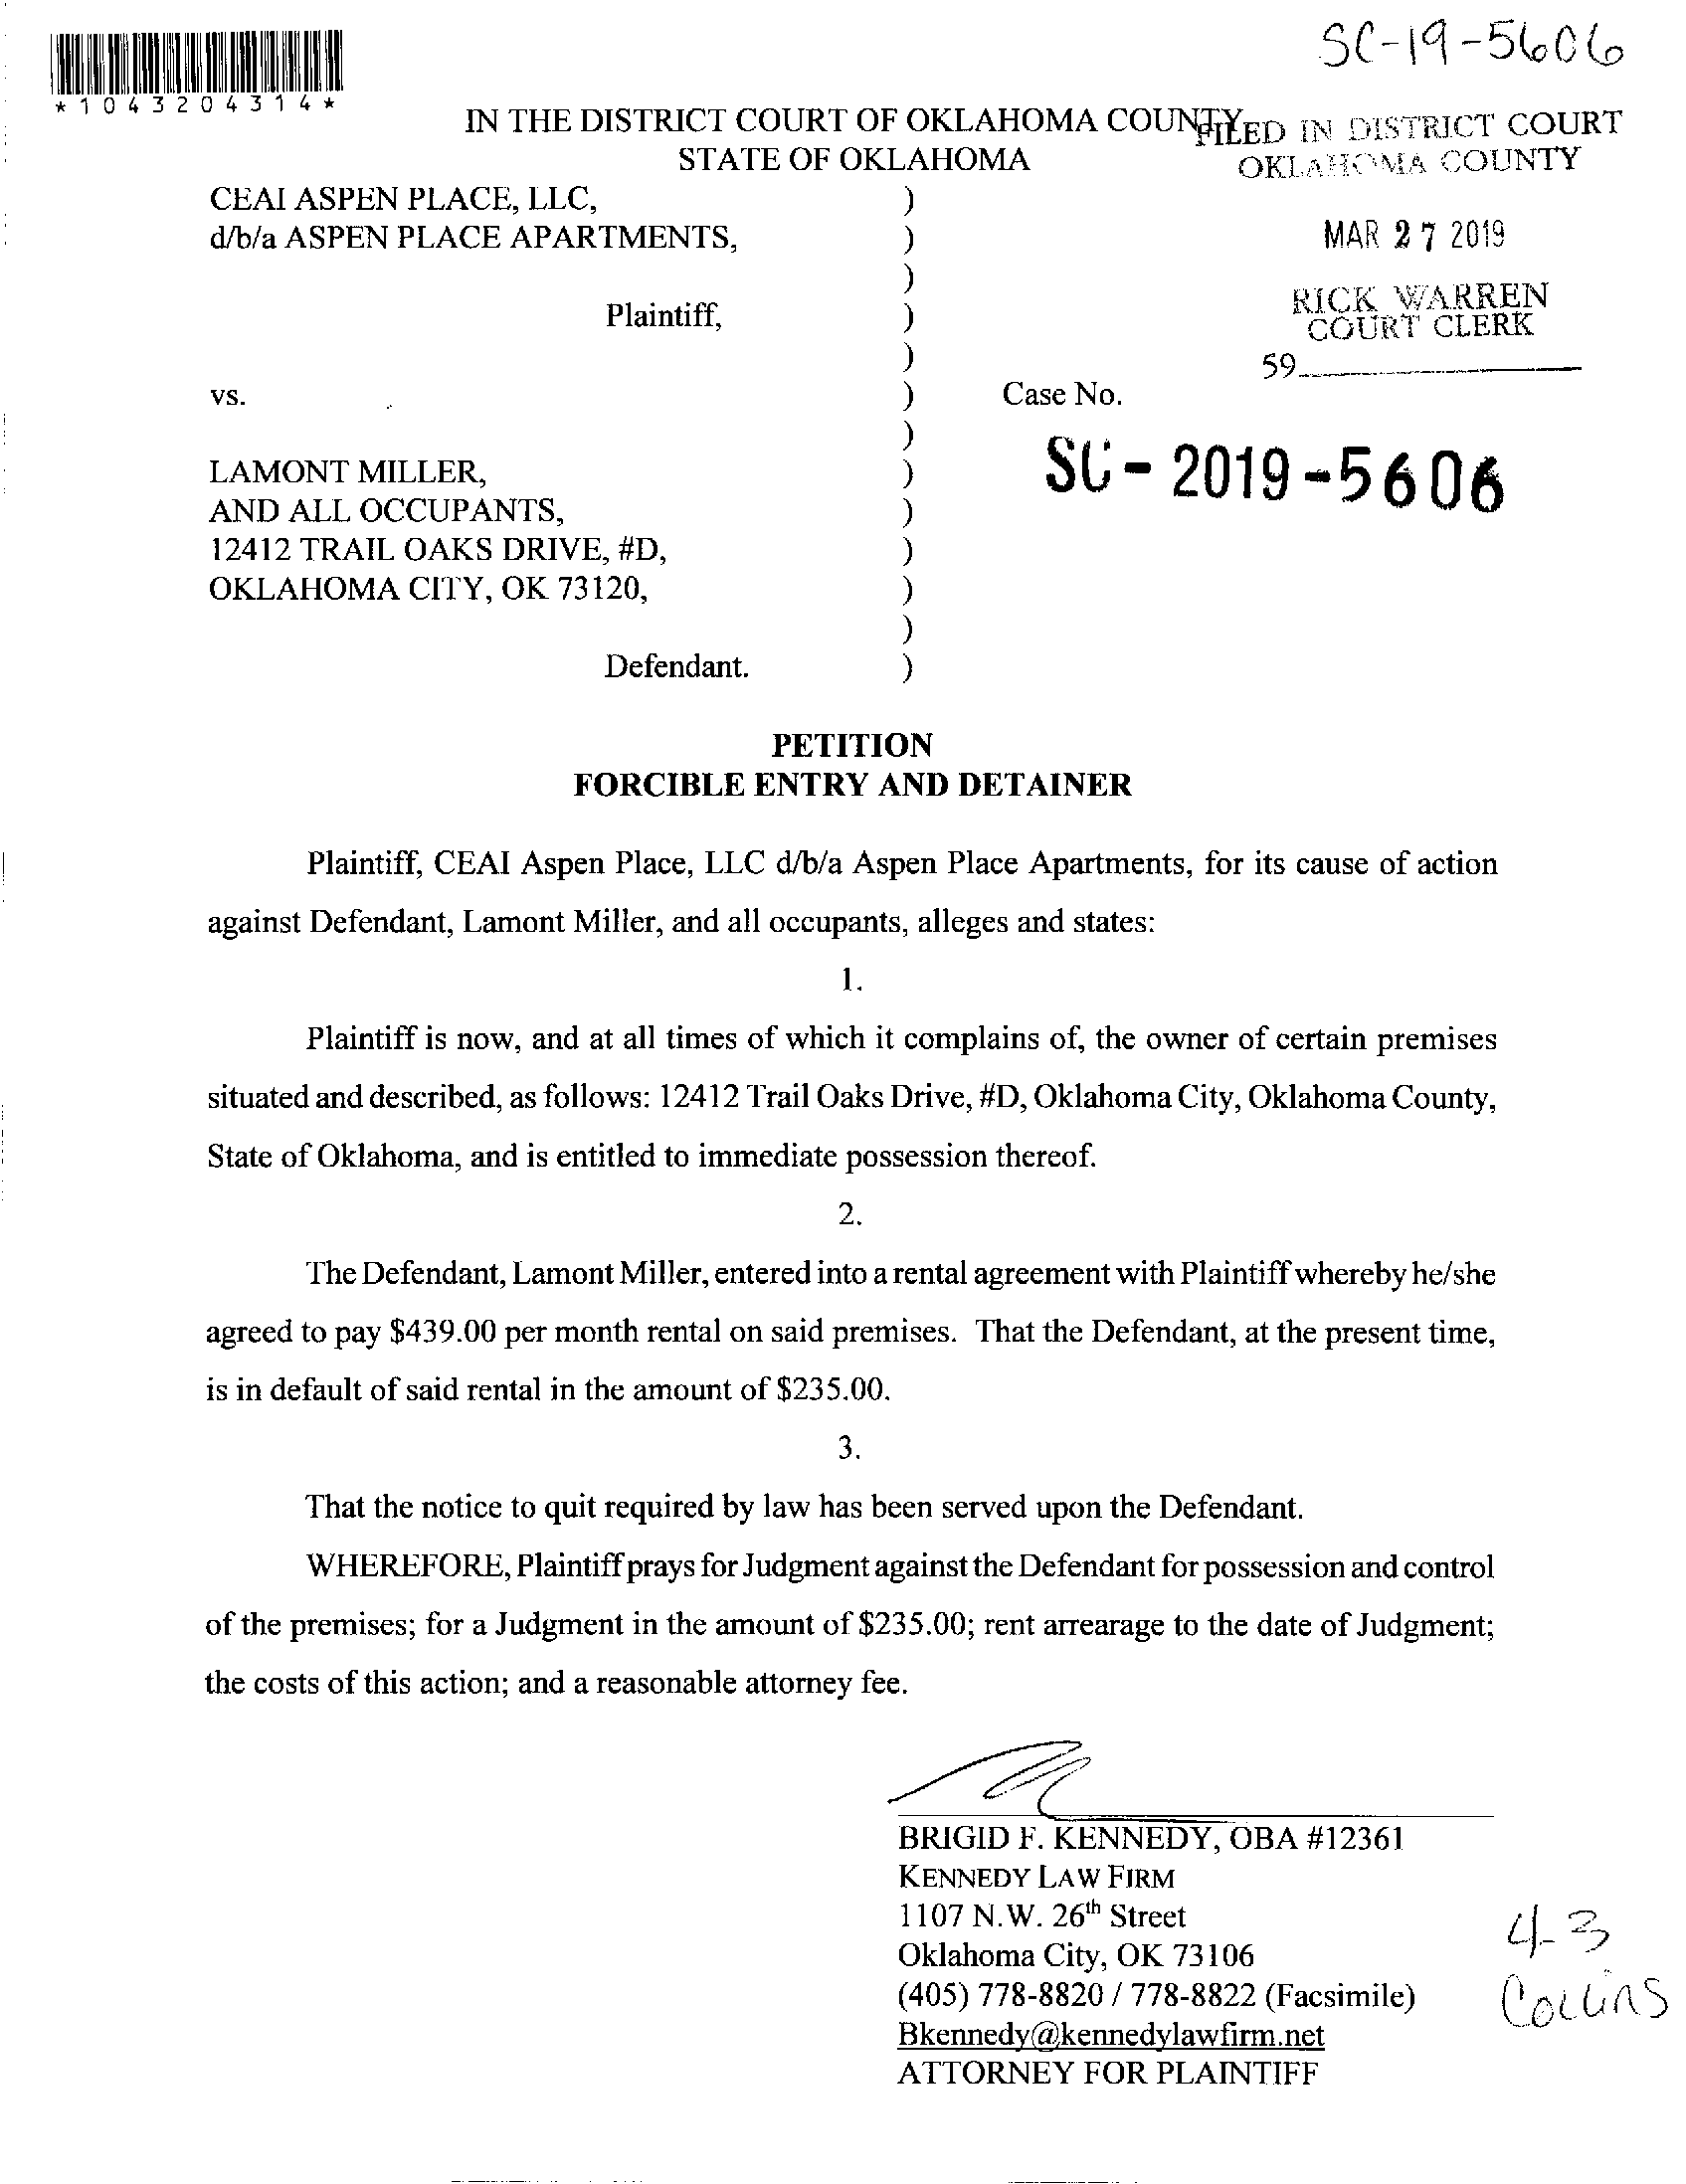 SC-19-5606
*1043204314*
IN THE DISTRICT COURT OF OKLAHOMA COUNTY
STATE OF OKLAHOMA
FILED IN DISTRICT COURT
OKLAHOMA COUNTY
MAR 27 2019
RICK WARREN
COURT CLERK
59
CEAI ASPEN PLACE, LLC, )
d/b/a ASPEN PLACE APARTMENTS, )
)
Plaintiff, )
)
vs. ) Case No.
)
LAMONT MILLER, ) SC-2019-5606
AND ALL OCCUPANTS, )
12412 TRAIL OAKS DRIVE, #D, )
OKLAHOMA CITY, OK 73120, )
)
Defendant. )
PETITION
FORCIBLE ENTRY AND DETAINER
Plaintiff, CEAI Aspen Place, LLC d/b/a Aspen Place Apartments, for its cause of action
against Defendant, Lamont Miller, and all occupants, alleges and states:
1.
Plaintiff is now, and at all times of which it complains of, the owner of certain premises
situated and described, as follows: 12412 Trail Oaks Drive, #D, Oklahoma City, Oklahoma County,
State of Oklahoma, and is entitled to immediate possession thereof.
2.
The Defendant, Lamont Miller, entered into a rental agreement with Plaintiff whereby he/she
agreed to pay $439.00 per month rental on said premises. That the Defendant, at the present time,
is in default of said rental in the amount of $235.00.
3.
That the notice to quit required by law has been served upon the Defendant.
WHEREFORE, Plaintiff prays for Judgment against the Defendant for possession and control
of the premises; for a Judgment in the amount of $235.00; rent arrearage to the date of Judgment;
the costs of this action; and a reasonable attorney fee.
BRIGID F. KENNEDY, OBA #12361
KENNEDY LAW FIRM
1107 N.W. 26th Street
Oklahoma City, OK 73106
(405) 778-8820 / 778-8822 (Facsimile)
Bkennedy@kennedylawfirm.net
ATTORNEY FOR PLAINTIFF
4-3
Collins